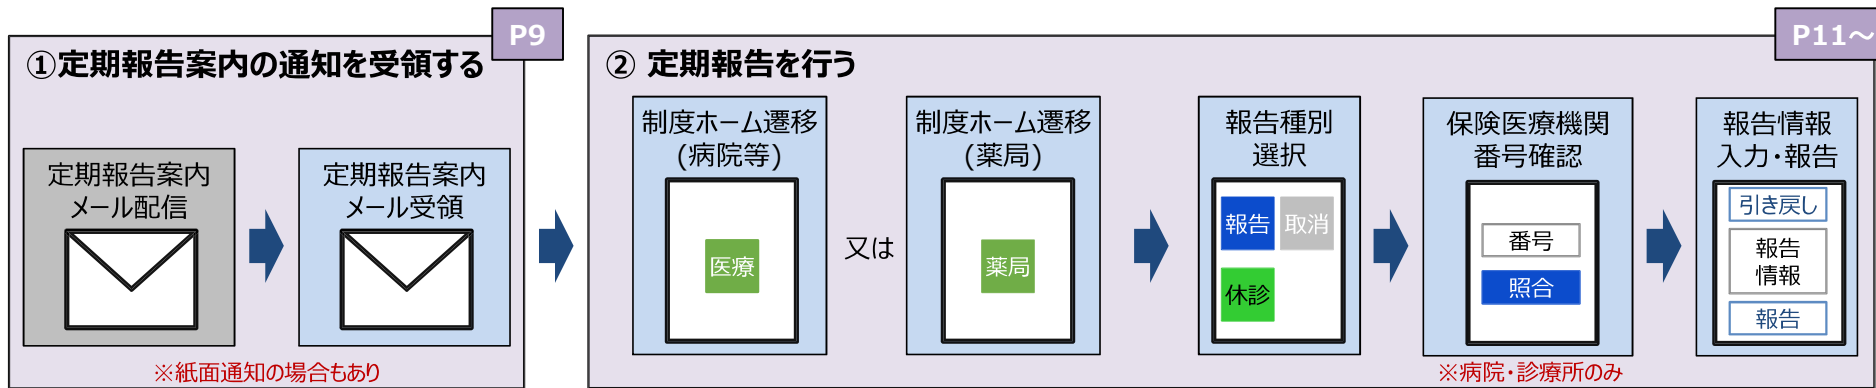 P9
①定期報告案内の通知を受領する
定期報告案内
メール配信
定期報告案内
メール受領
※紙面通知の場合もあり
P11～
② 定期報告を行う
制度ホーム遷移
(病院等)
医療
又は
制度ホーム遷移
(薬局)
薬局
報告種別
選択
報告
取消
休診
保険医療機関
番号確認
番号
照合
※病院・診療所のみ
報告情報
入力・報告
引き戻し
報告
情報
報告